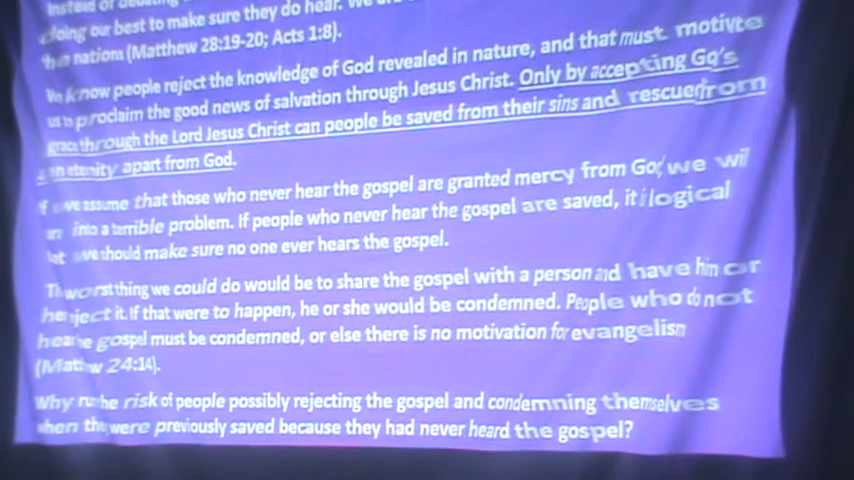 Instead of debating
doing our best to make sure they do hear. We are
the nations (Matthew 28:19-20; Acts 1:8).
We know people reject the knowledge of God revealed in nature, and that must motivate
us to proclaim the good news of salvation through Jesus Christ. Only by accepting God's
grace through the Lord Jesus Christ can people be saved from their sins and rescued from
an eternity apart from God.
If we assume that those who never hear the gospel are granted mercy from God, we will
run into a terrible problem. If people who never hear the gospel are saved, it is logical
that we should make sure no one ever hears the gospel.
The worst thing we could do would be to share the gospel with a person and have him or
her reject it. If that were to happen, he or she would be condemned. People who do not
hear the gospel must be condemned, or else there is no motivation for evangelism
(Matthew 24:14).
Why run the risk of people possibly rejecting the gospel and condemning themselves
when they were previously saved because they had never heard the gospel?